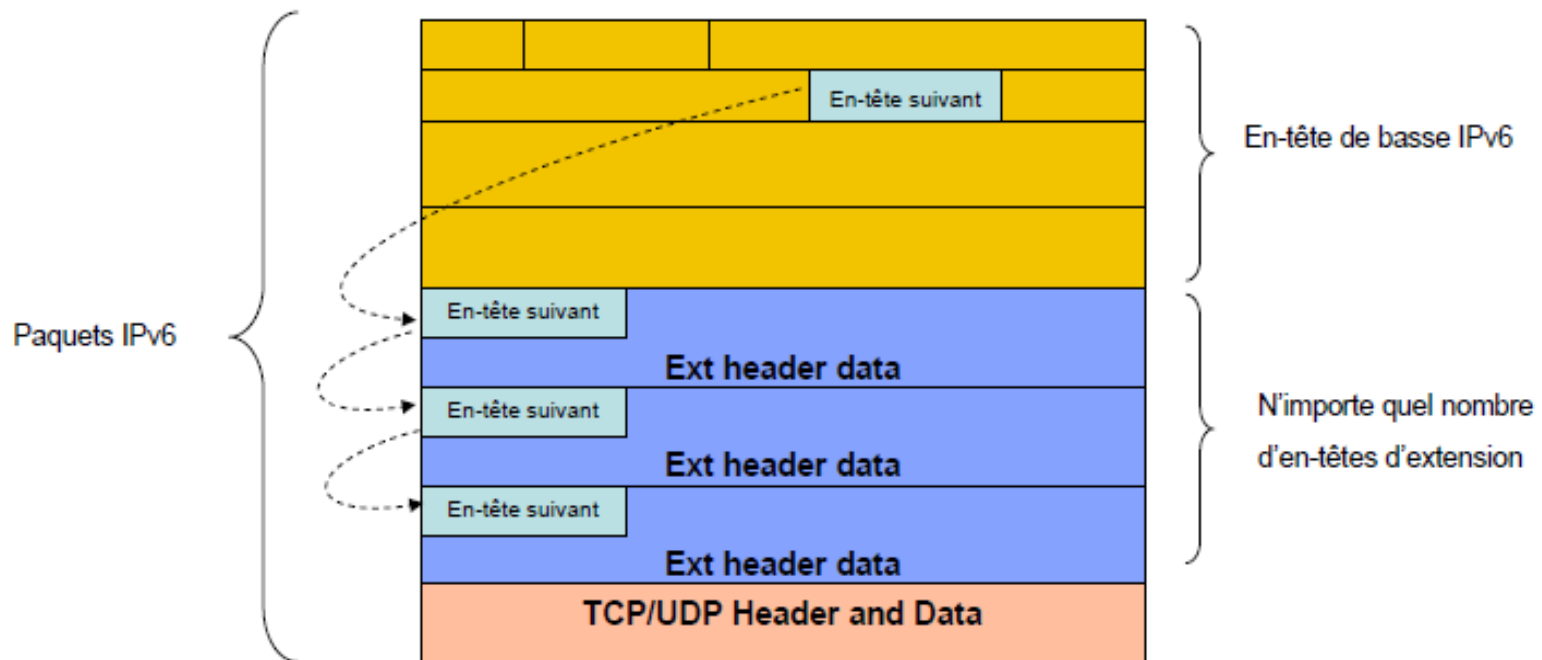 En-tête suivant
En-tête de basse IPv6
En-tête suivant
Paquets IPv6
Ext header data
En-tête suivant
N'importe quel nombre
d'en-têtes d'extension
Ext header data
En-tête suivant
Ext header data
TCP/UDP Header and Data